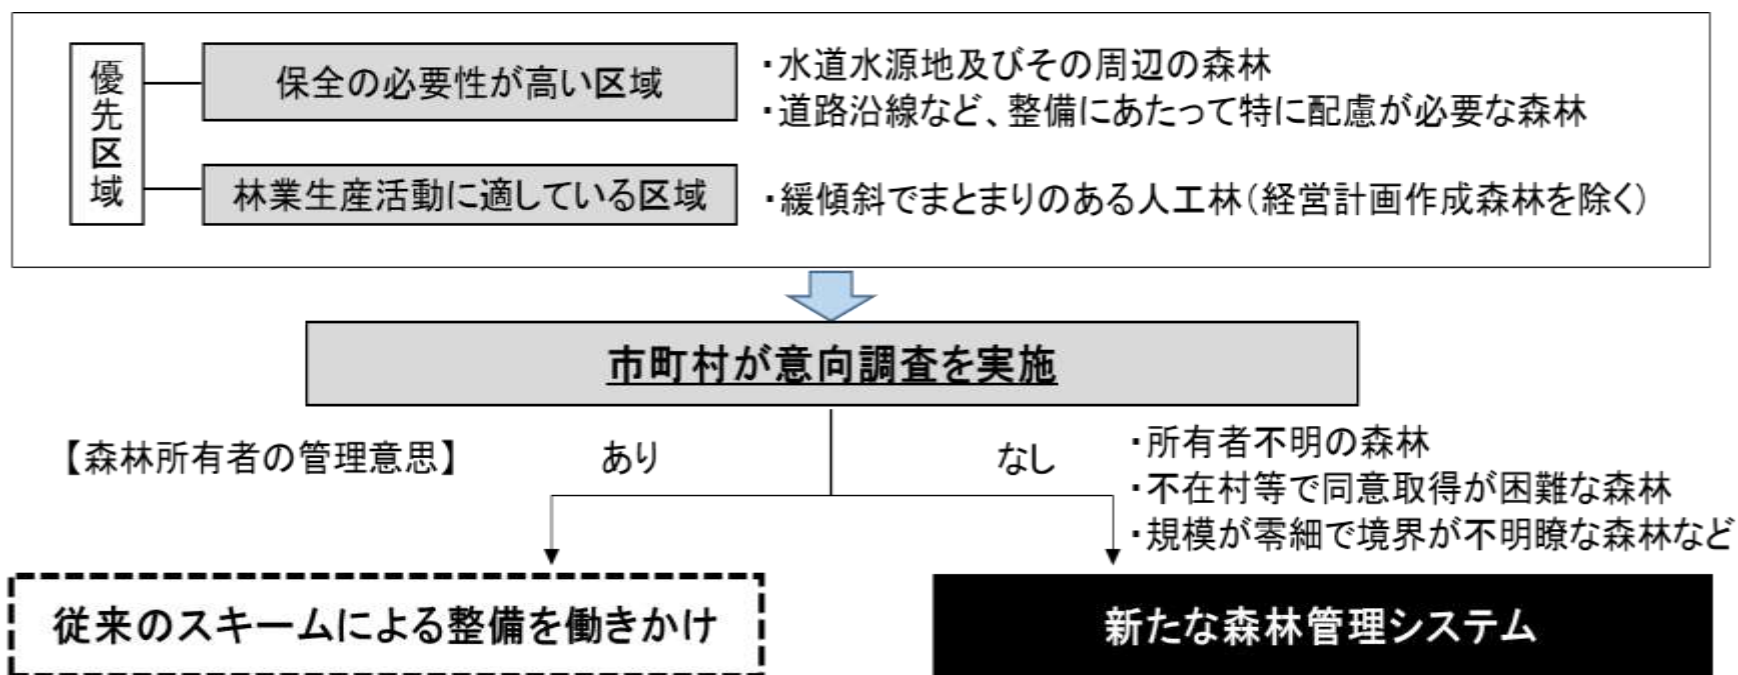 優先区域
保全の必要性が高い区域
・水道水源地及びその周辺の森林
・道路沿線など、整備にあたって特に配慮が必要な森林
林業生産活動に適している区域
・緩傾斜でまとまりのある人工林(経営計画作成森林を除く)
市町村が意向調査を実施
【森林所有者の管理意思】
あり
なし
・所有者不明の森林
・不在村等で同意取得が困難な森林
・規模が零細で境界が不明瞭な森林など
従来のスキームによる整備を働きかけ
新たな森林管理システム